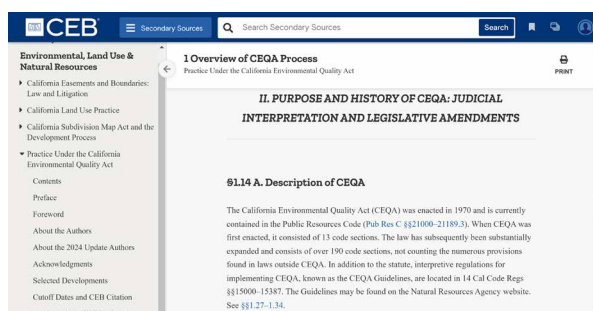 CEB
Secondary Sources
Search Secondary Sources
Search
Environmental, Land Use &
Natural Resources
California Easements and Boundaries:
Law and Litigation
California Land Use Practice
California Subdivision Map Act and the
Development Process
Practice Under the California
Environmental Quality Act
Contents
Preface
Foreword
About the Authors
About the 2024 Update Authors
Acknowledgments
Selected Developments
Cutoff Dates and CEB Citation
1 Overview of CEQA Process
Practice Under the California Environmental Quality Act
PRINT
II. PURPOSE AND HISTORY OF CEQA: JUDICIAL
INTERPRETATION AND LEGISLATIVE AMENDMENTS
§1.14 A. Description of CEQA
The California Environmental Quality Act (CEQA) was enacted in 1970 and is currently
contained in the Public Resources Code (Pub Res C §§21000–21189.3). When CEQA was
first enacted, it consisted of 13 code sections. The law has subsequently been substantially
expanded and consists of over 190 code sections, not counting the numerous provisions
found in laws outside CEQA. In addition to the statute, interpretive regulations for
implementing CEQA, known as the CEQA Guidelines, are located in 14 Cal Code Regs
§§15000–15387. The Guidelines may be found on the Natural Resources Agency website.
See §§1.27–1.34.